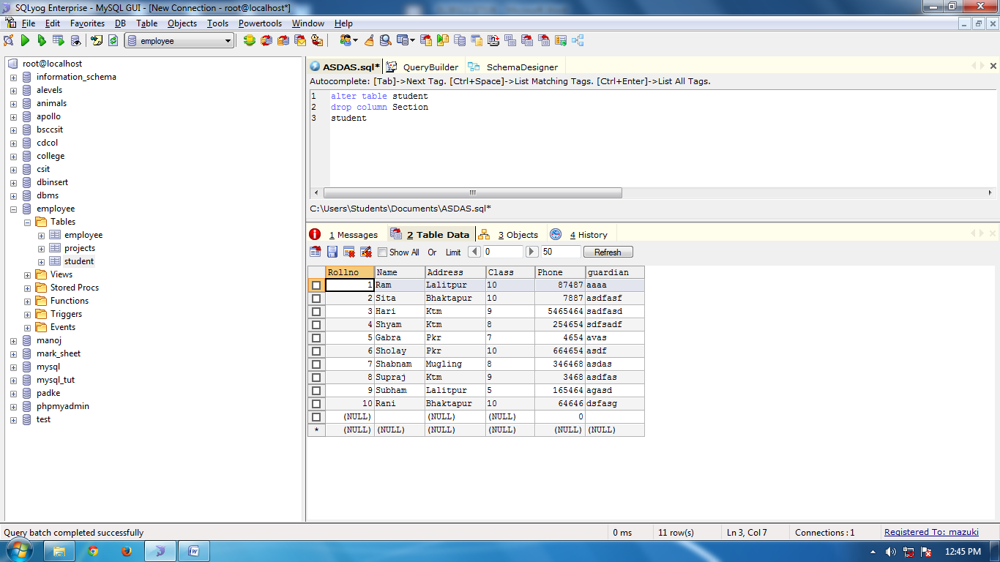 SQLyog Enterprise - MySQL GUI - [New Connection - root@localhost*]
File Edit Favorites DB Table Objects Tools Powertools Window Help
employee
root@localhost
information_schema
alevels
animals
apollo
bsccsit
cdcol
college
csit
dbinsert
dbms
employee
Tables
employee
projects
student
Views
Stored Procs
Functions
Triggers
Events
manoj
mark_sheet
mysql
mysql_tut
padke
phpmyadmin
test
ASDAS.sql* QueryBuilder SchemaDesigner
Autocomplete: [Tab]->Next Tag. [Ctrl+Space]->List Matching Tags. [Ctrl+Enter]->List All Tags.
1 alter table student
2 drop column Section
3 student
C:\Users\Students\Documents\ASDAS.sql*
1 Messages 2 Table Data 3 Objects 4 History
Show All Or Limit 0 50 Refresh
Rollno Name Address Class Phone guardian
1 Ram Lalitpur 10 87487 aaaa
2 Sita Bhaktapur 10 7887 asdfasf
3 Hari Ktm 9 5465464 sadfasd
4 Shyam Ktm 8 254654 sdfsadf
5 Gabra Pkr 7 4654 avas
6 Sholay Pkr 10 664654 asdf
7 Shabnam Mugling 8 346468 asdas
8 Supraj Ktm 9 3468 asdfas
9 Subham Lalitpur 5 165464 agasd
10 Rani Bhaktapur 10 64646 dsfasg
(NULL) (NULL) (NULL) 0
* (NULL) (NULL) (NULL) (NULL) (NULL) (NULL)
Query batch completed successfully 0 ms 11 row(s) Ln 3, Col 7 Connections : 1 Registered To: mazuki
12:45 PM